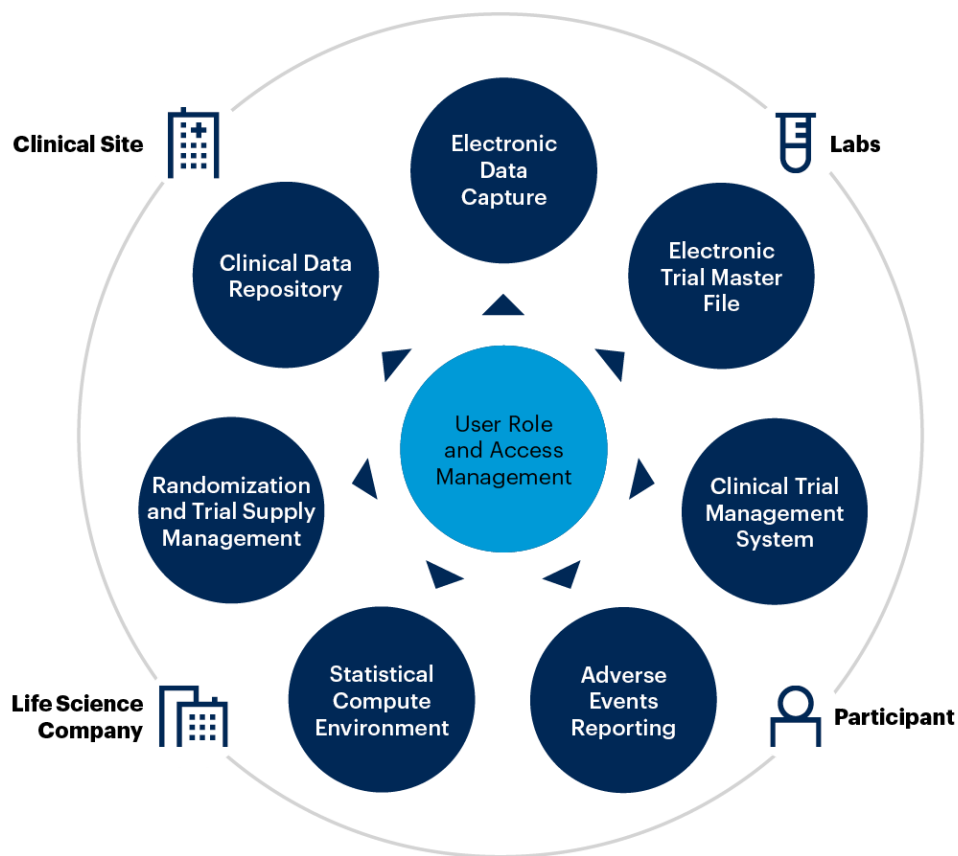 Clinical Site
Labs
Electronic
Data
Capture
Clinical Data
Repository
Electronic
Trial Master
File
User Role
and Access
Management
Randomization
and Trial Supply
Management
Clinical Trial
Management
System
Statistical
Compute
Environment
Adverse
Events
Reporting
Life Science
Company
Participant